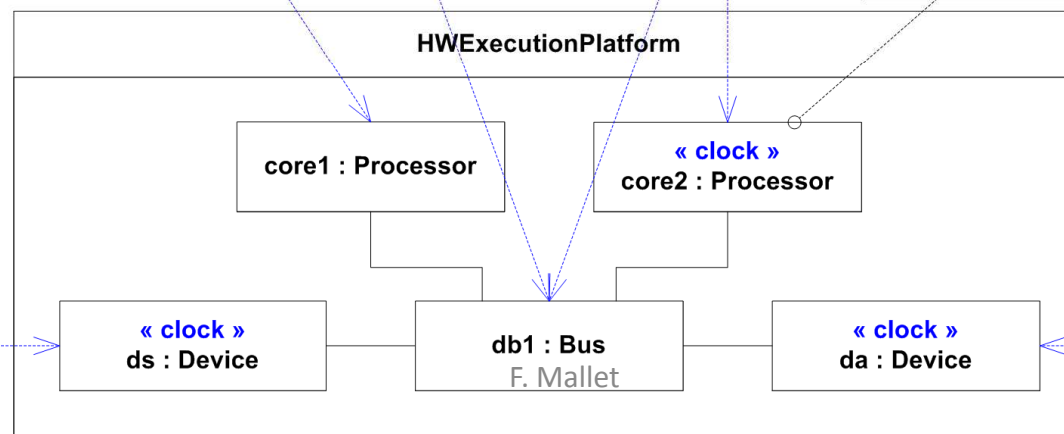 HWExecutionPlatform
core1 : Processor
« clock »
core2 : Processor
« clock »
ds : Device
db1 : Bus
F. Mallet
« clock »
da : Device